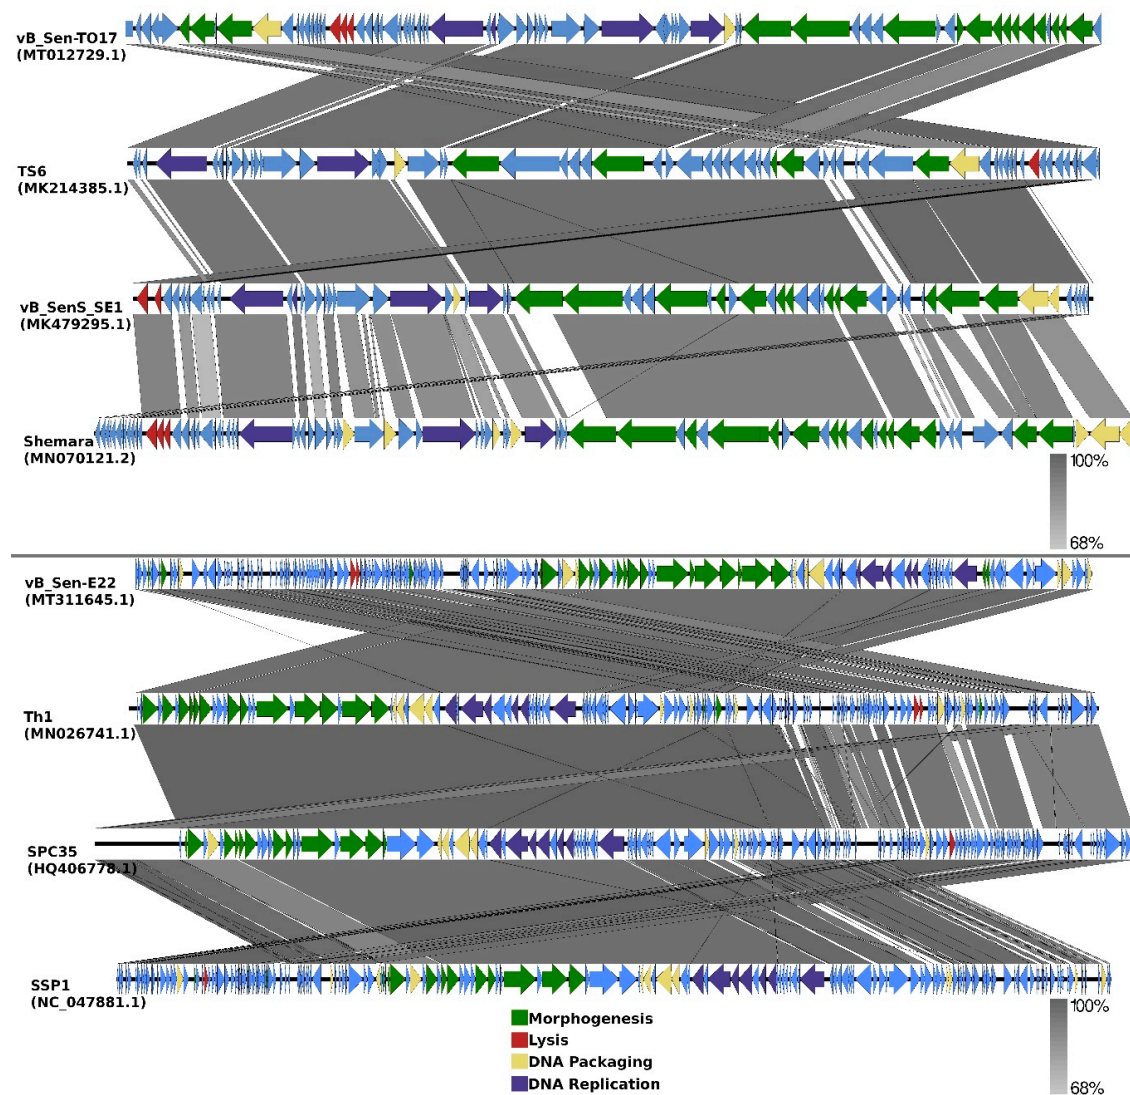 vB_Sen-TO17
(MT012729.1)
TS6
(MK214385.1)
vB_SenS_SE1
(MK479295.1)
Shemara
(MN070121.2)
100%
68%
vB_Sen-E22
(MT311645.1)
Th1
(MN026741.1)
SPC35
(HQ406778.1)
SSP1
(NC_047881.1)
100%
68%
Morphogenesis
Lysis
DNA Packaging
DNA Replication